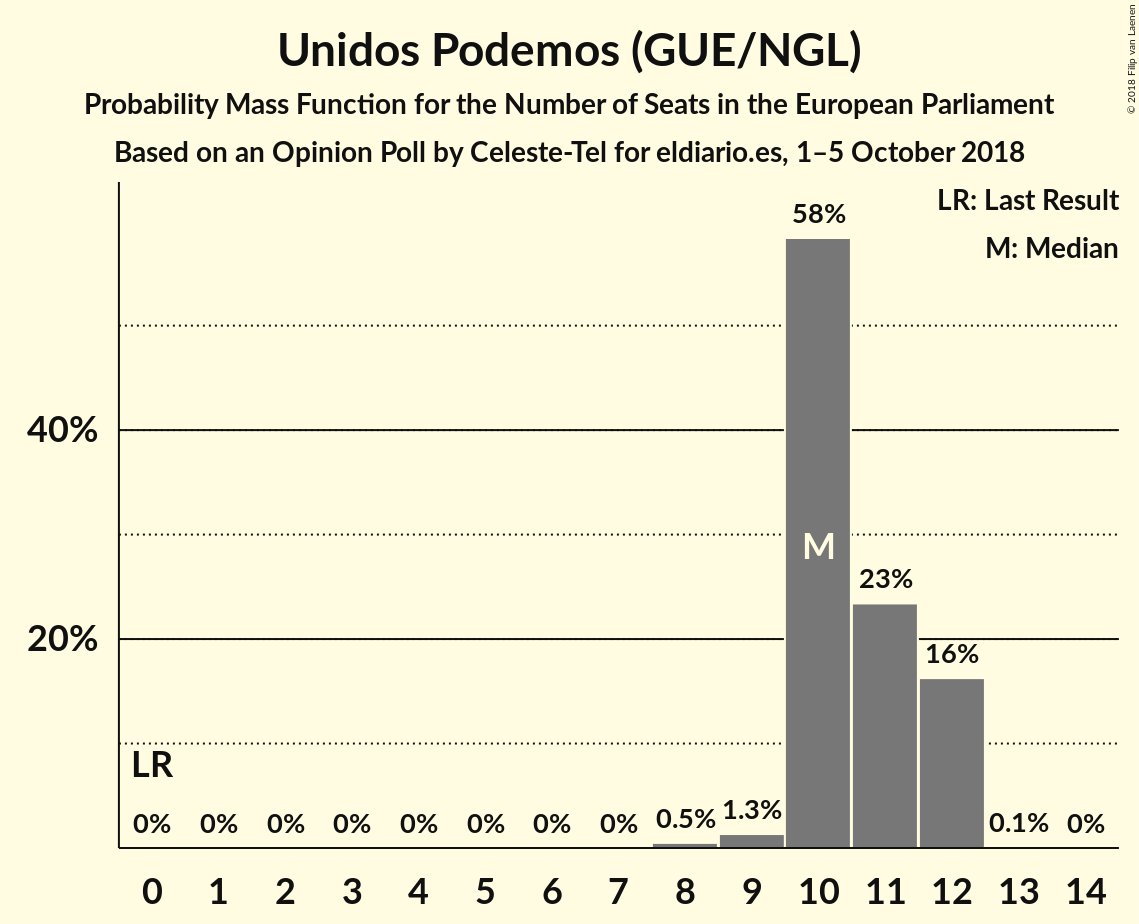 Unidos Podemos (GUE/NGL)
Probability Mass Function for the Number of Seats in the European Parliament
Based on an Opinion Poll by Celeste-Tel for eldiario.es, 1–5 October 2018
© 2018 Filip van Laenen
LR: Last Result
M: Median
58%
40%
M
23%
20%
16%
LR
0% 0% 0% 0% 0% 0% 0% 0% 0.5% 1.3% 0.1% 0%
0 1 2 3 4 5 6 7 8 9 10 11 12 13 14